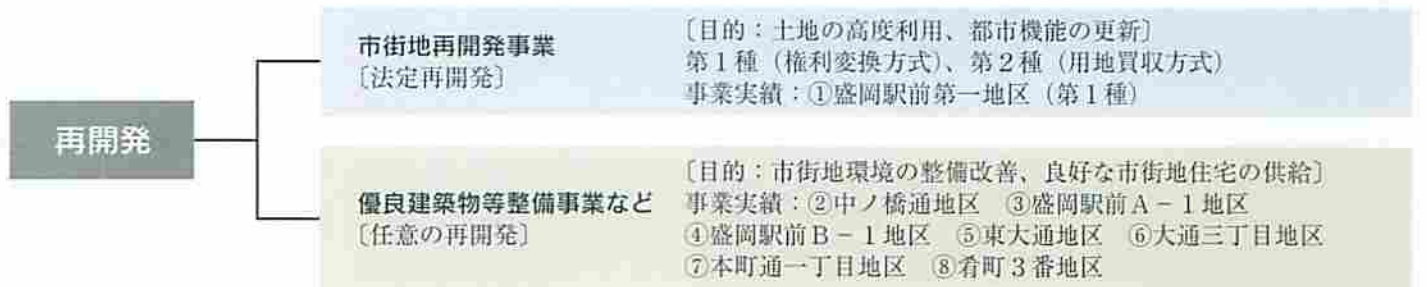 再開発
市街地再開発事業
〔法定再開発〕
〔目的：土地の高度利用、都市機能の更新〕
第１種（権利変換方式）、第２種（用地買収方式）
事業実績：①盛岡駅前第一地区（第１種）
優良建築物等整備事業など
〔任意の再開発〕
〔目的：市街地環境の整備改善、良好な市街地住宅の供給〕
事業実績：②中ノ橋通地区　③盛岡駅前Ａ－１地区
④盛岡駅前Ｂ－１地区　⑤東大通地区　⑥大通三丁目地区
⑦本町通一丁目地区　⑧肴町３番地区